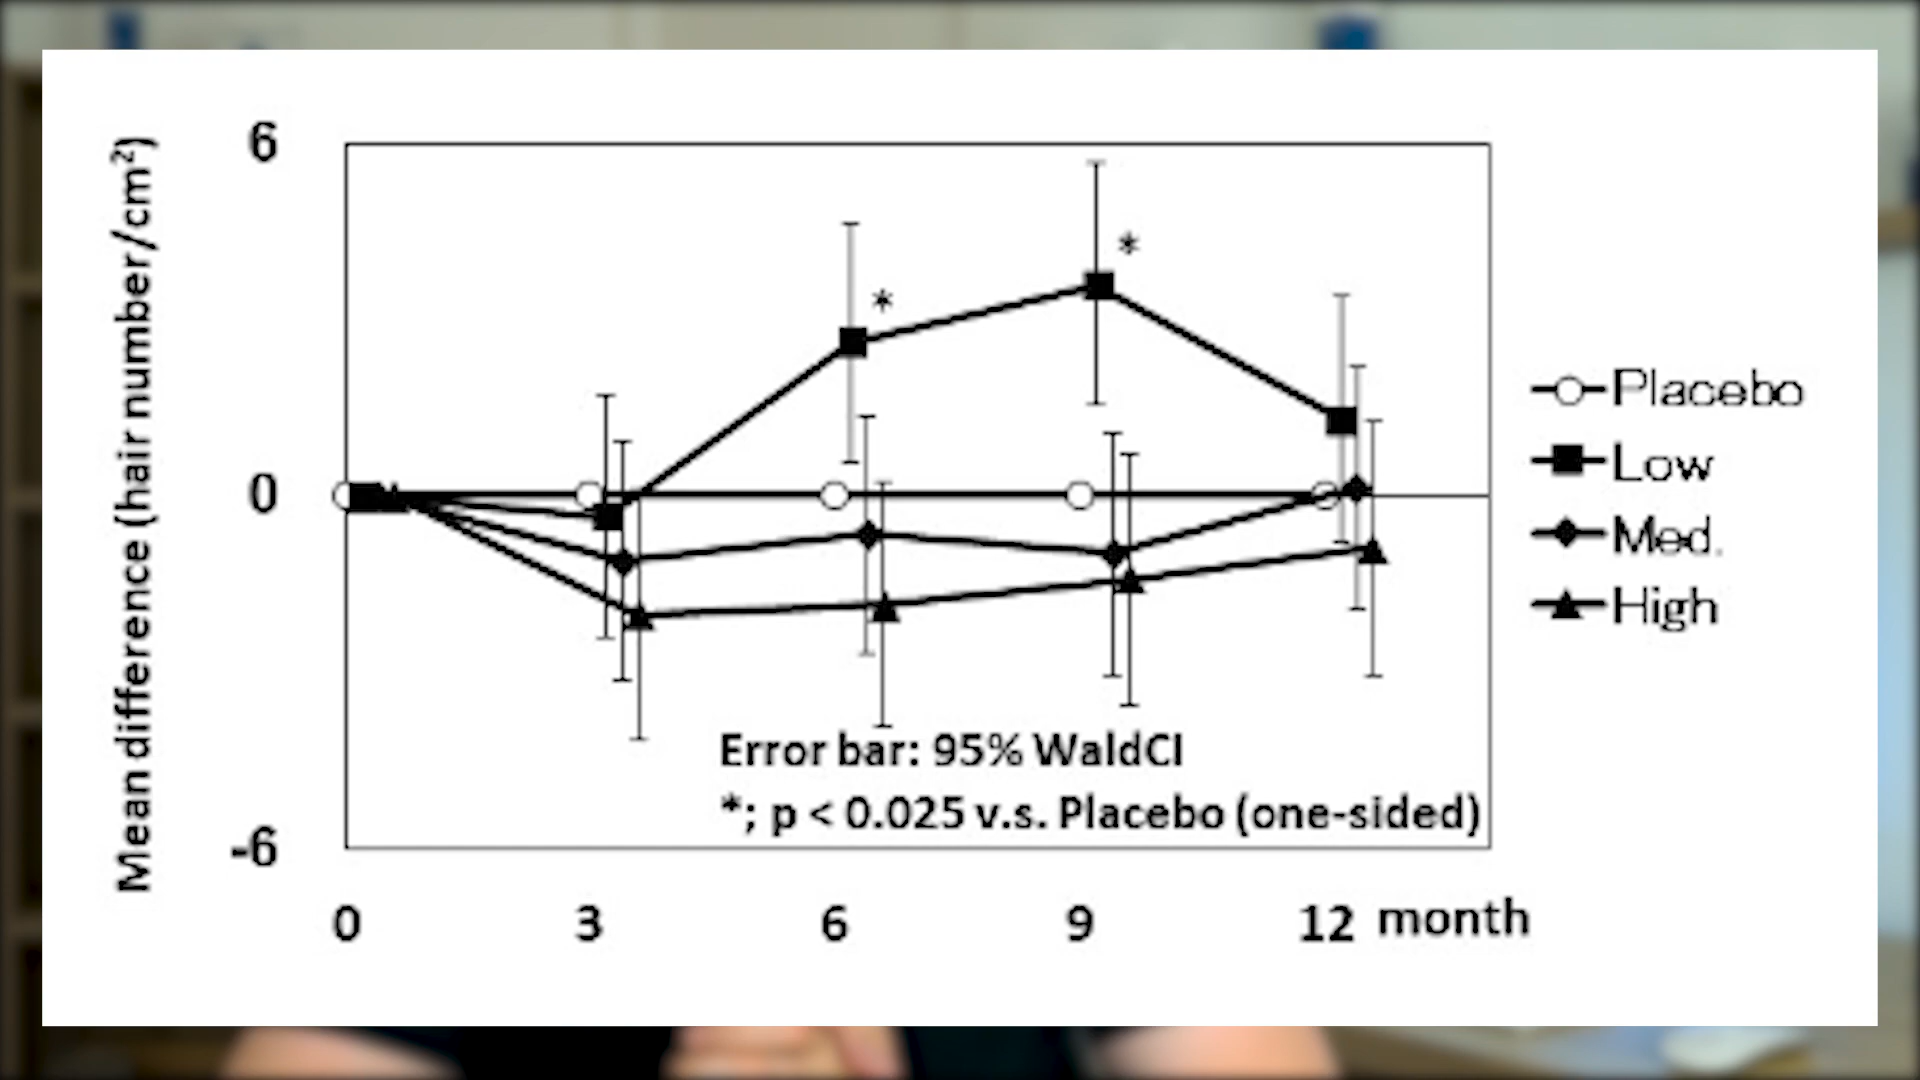 Mean difference (hair number/cm²)
6
0
-6
*
*
Placebo
Low
Med.
High
Error bar: 95% WaldCI
*; p < 0.025 v.s. Placebo (one-sided)
0 3 6 9 12 month